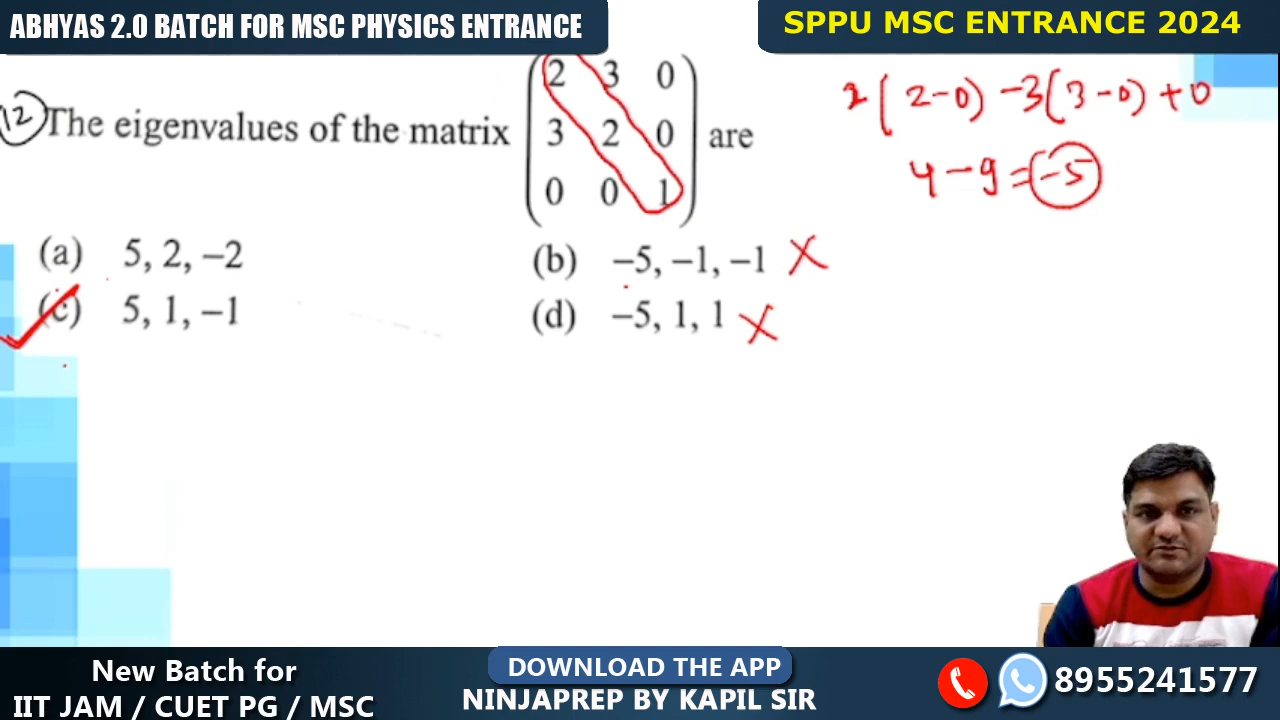 ABHYAS 2.0 BATCH FOR MSC PHYSICS ENTRANCE
SPPU MSC ENTRANCE 2024
2 3 0
12 The eigenvalues of the matrix 3 2 0 are
0 0 1
2(2-0) -3(3-0) +0
4-9=-5
(a) 5, 2, –2
(b) –5, –1, –1 X
(c) 5, 1, –1
(d) –5, 1, 1 X
New Batch for
IIT JAM / CUET PG / MSC
DOWNLOAD THE APP
NINJAPREP BY KAPIL SIR
8955241577